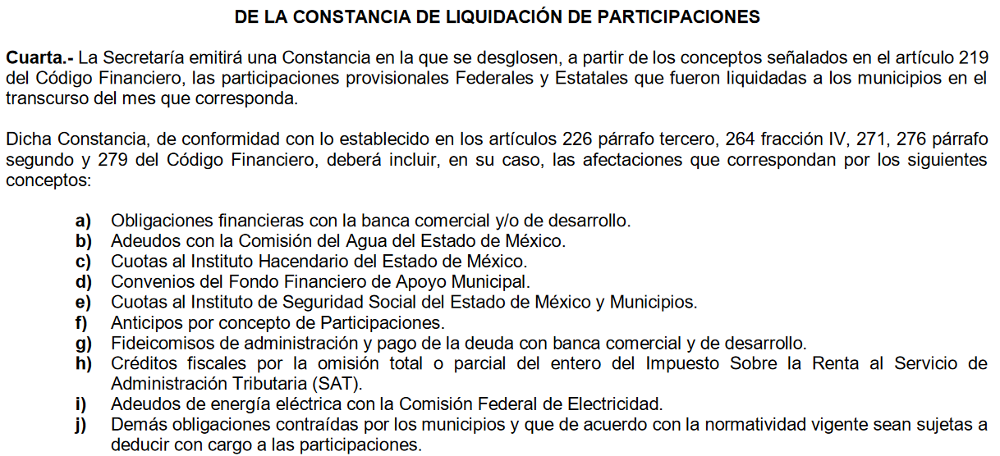 DE LA CONSTANCIA DE LIQUIDACIÓN DE PARTICIPACIONES
Cuarta.- La Secretaría emitirá una Constancia en la que se desglosen, a partir de los conceptos señalados en el artículo 219
del Código Financiero, las participaciones provisionales Federales y Estatales que fueron liquidadas a los municipios en el
transcurso del mes que corresponda.
Dicha Constancia, de conformidad con lo establecido en los artículos 226 párrafo tercero, 264 fracción IV, 271, 276 párrafo
segundo y 279 del Código Financiero, deberá incluir, en su caso, las afectaciones que correspondan por los siguientes
conceptos:
a) Obligaciones financieras con la banca comercial y/o de desarrollo.
b) Adeudos con la Comisión del Agua del Estado de México.
c) Cuotas al Instituto Hacendario del Estado de México.
d) Convenios del Fondo Financiero de Apoyo Municipal.
e) Cuotas al Instituto de Seguridad Social del Estado de México y Municipios.
f) Anticipos por concepto de Participaciones.
g) Fideicomisos de administración y pago de la deuda con banca comercial y de desarrollo.
h) Créditos fiscales por la omisión total o parcial del entero del Impuesto Sobre la Renta al Servicio de
Administración Tributaria (SAT).
i) Adeudos de energía eléctrica con la Comisión Federal de Electricidad.
j) Demás obligaciones contraídas por los municipios y que de acuerdo con la normatividad vigente sean sujetas a
deducir con cargo a las participaciones.